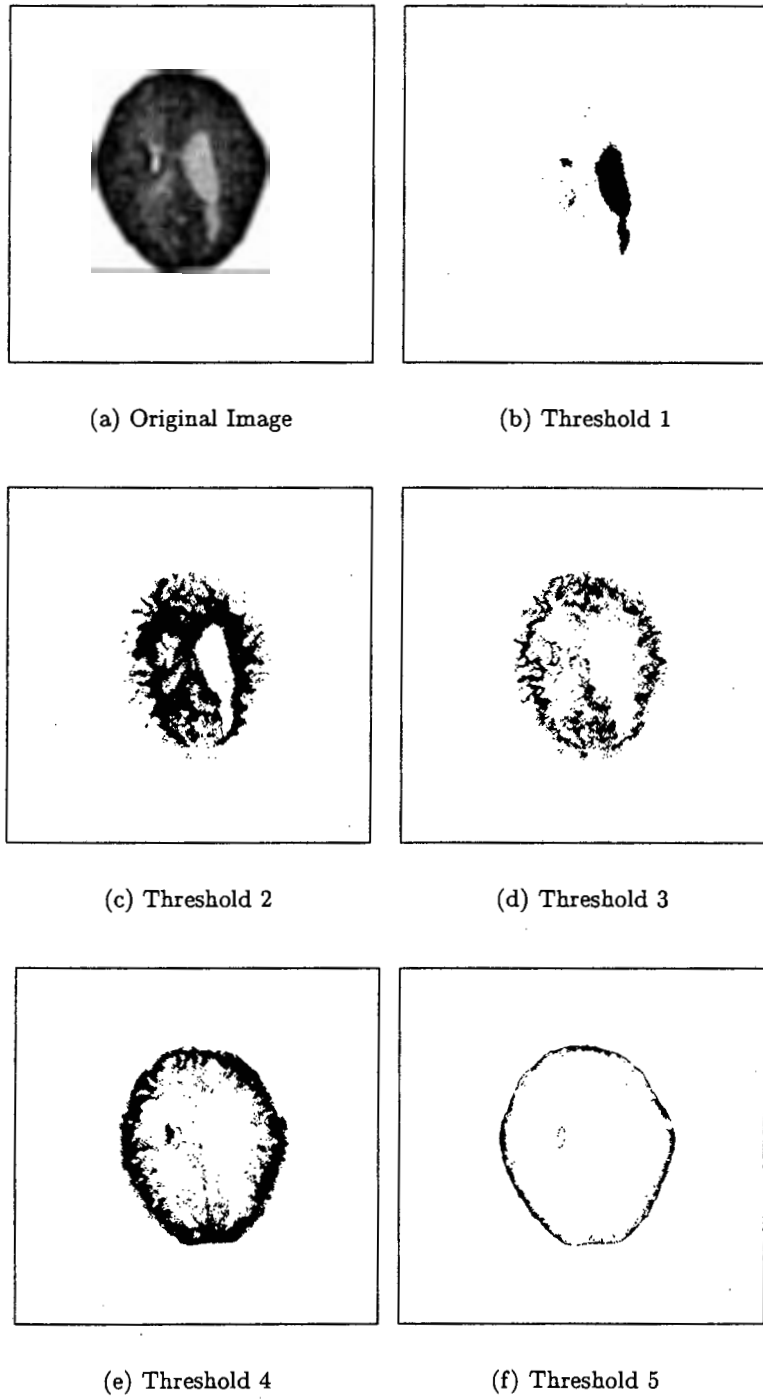 (a) Original Image
(b) Threshold 1
(c) Threshold 2
(d) Threshold 3
(e) Threshold 4
(f) Threshold 5